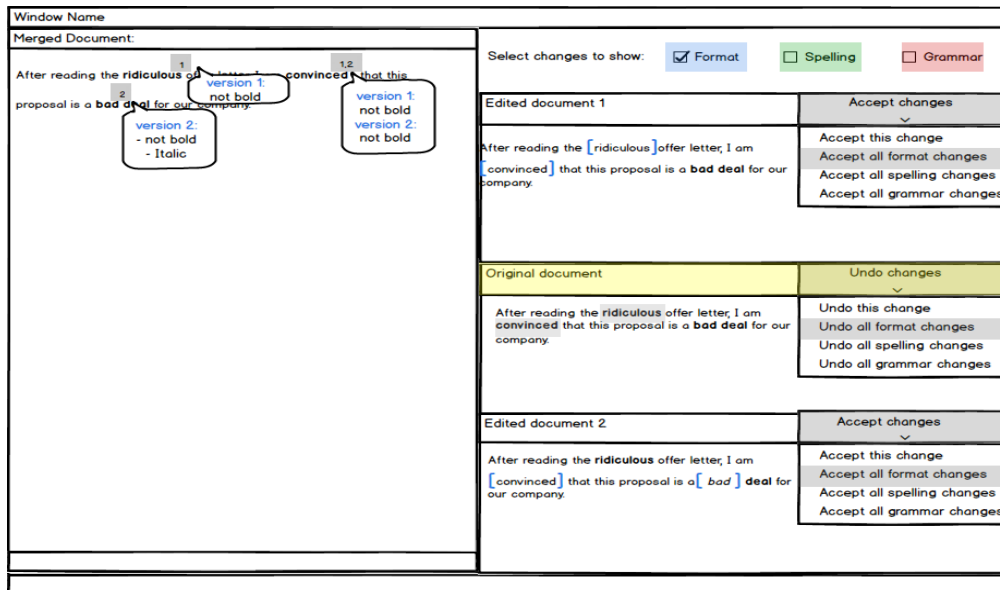 Window Name
Merged Document:
1
1,2
After reading the ridiculous convinced that this
version 1:
not bold
version 1:
not bold
version 2:
not bold
2
proposal is a bad deal for our company.
version 2:
- not bold
- Italic
Select changes to show:
Format
Spelling
Grammar
Edited document 1
Accept changes
After reading the [ridiculous]offer letter, I am
[convinced] that this proposal is a bad deal for our
company.
Accept this change
Accept all format changes
Accept all spelling changes
Accept all grammar changes
Original document
Undo changes
After reading the ridiculous offer letter, I am
convinced that this proposal is a bad deal for our
company.
Undo this change
Undo all format changes
Undo all spelling changes
Undo all grammar changes
Edited document 2
Accept changes
After reading the ridiculous offer letter, I am
[convinced] that this proposal is a[ bad ] deal for
our company.
Accept this change
Accept all format changes
Accept all spelling changes
Accept all grammar changes